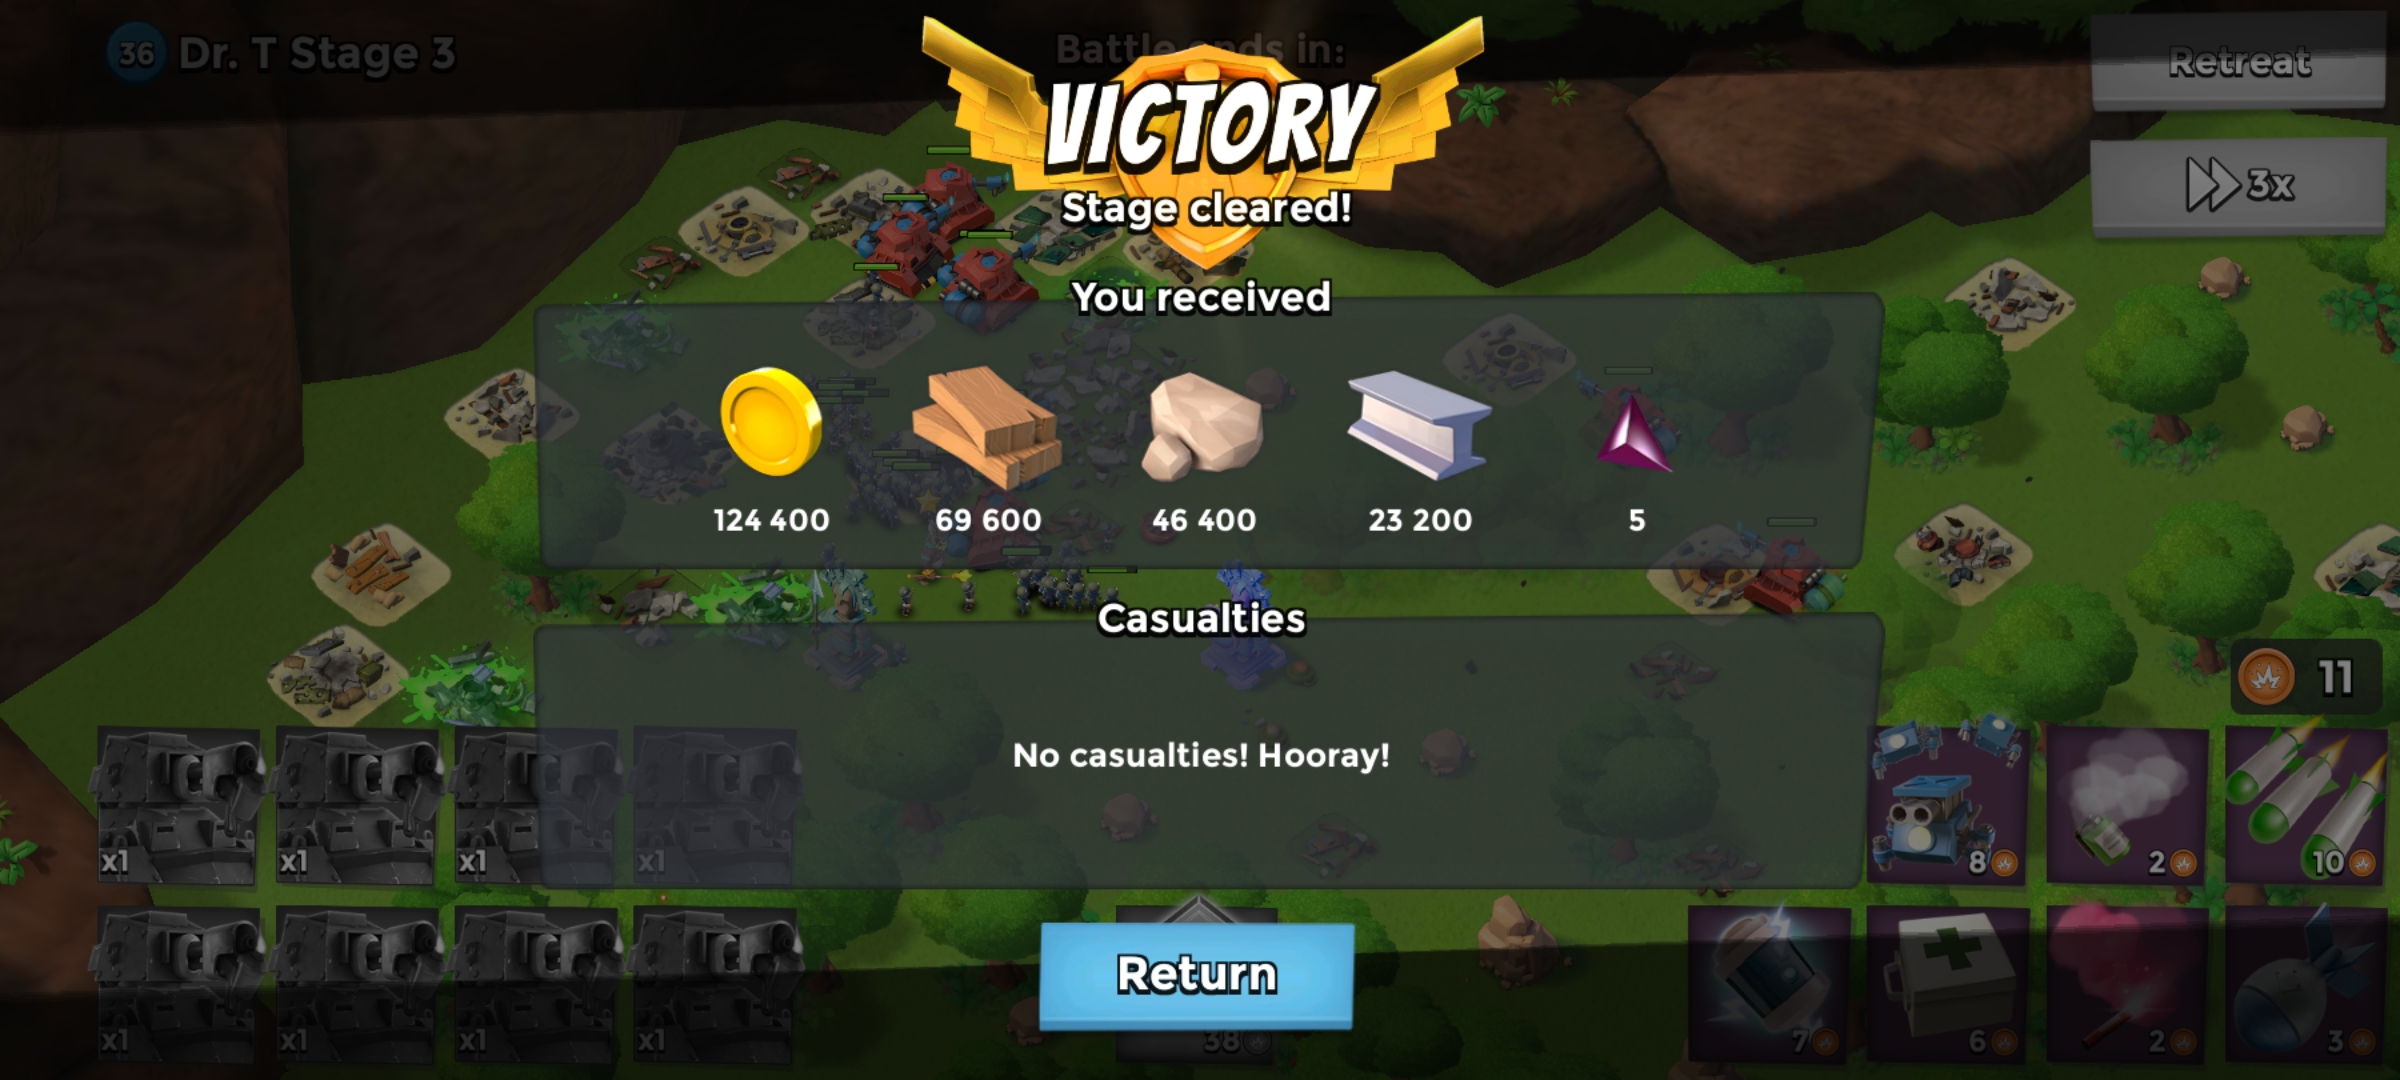 36 Dr. T Stage 3
Battle ends in:
Retreat
VICTORY
3x
Stage cleared!
You received
124 400 69 600 46 400 23 200 5
Casualties
11
No casualties! Hooray!
x1 x1 x1 x1 8 2 10
Return
x1 x1 x1 x1 38 7 6 2 3